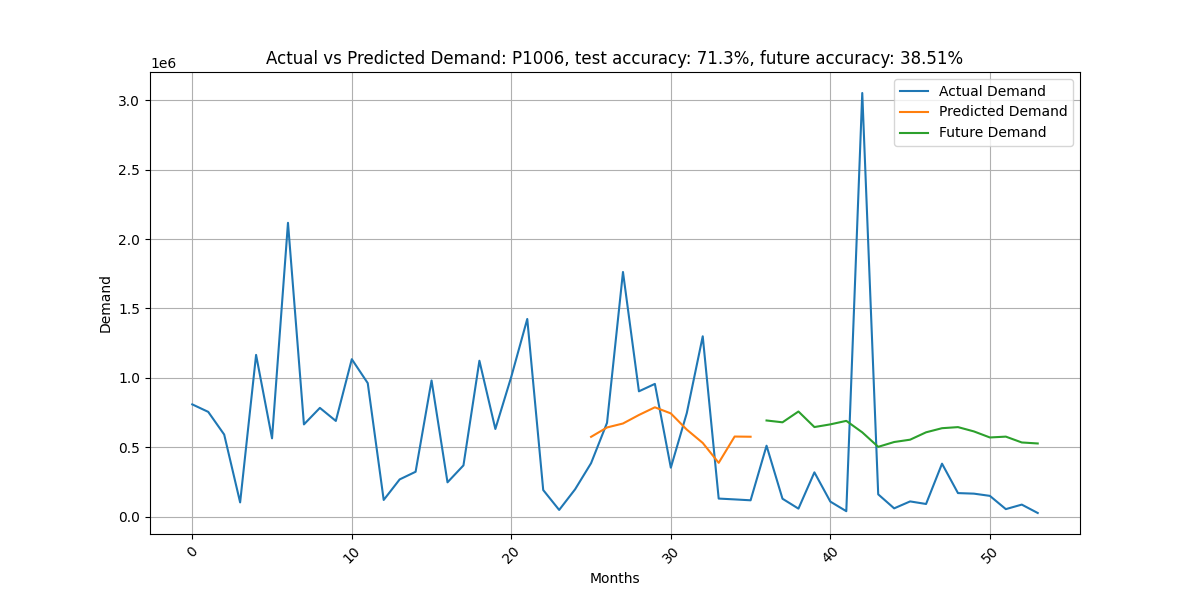 Actual vs Predicted Demand: P1006, test accuracy: 71.3%, future accuracy: 38.51%
1e6
Actual Demand
Predicted Demand
Future Demand
3.0
2.5
2.0
1.5
1.0
0.5
0.0
Demand
0
10
20
30
40
50
Months